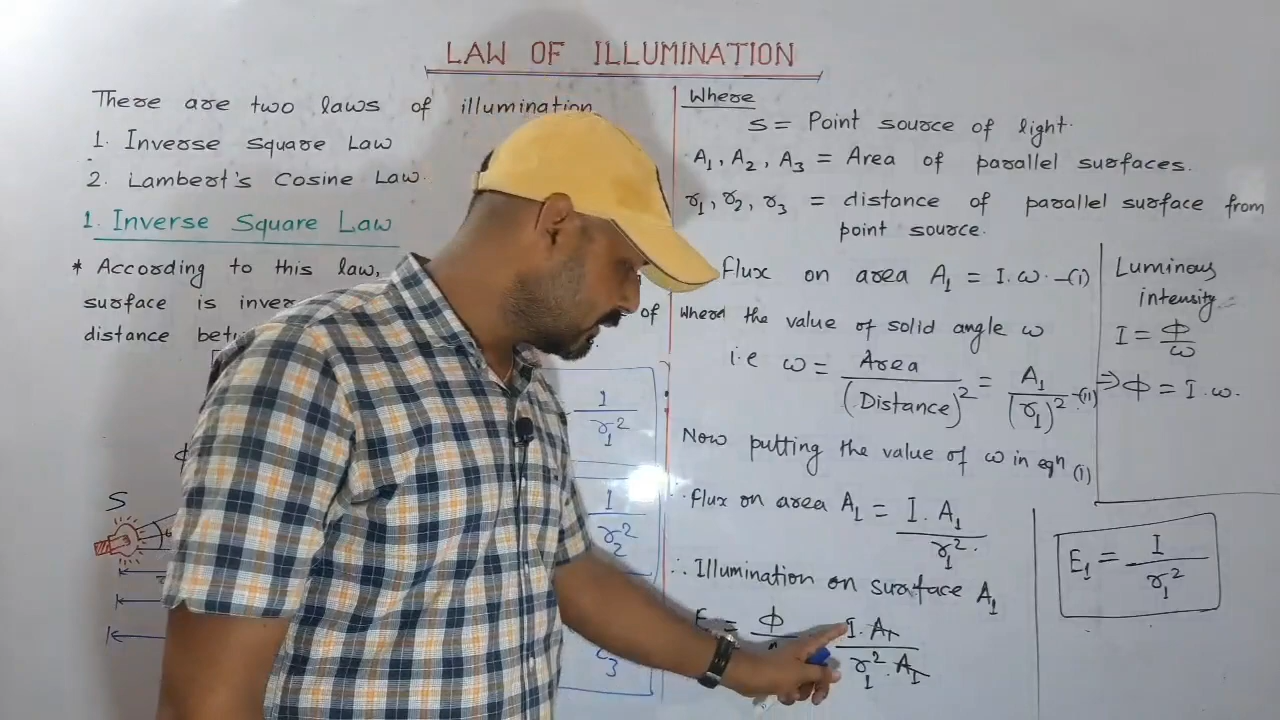 LAW OF ILLUMINATION
There are two laws of illumination
1. Inverse Square Law
2. Lambert's Cosine Law.
1. Inverse Square Law
* According to this law,
surface is
distance of
1
r₁²
1
r₂²
S
Where
S = Point source of light.
A₁, A₂, A₃ = Area of parallel surfaces.
r₁, r₂, r₃ = distance of parallel surface from
point source.
flux on area A₁ = I.ω -(i)
the value of solid angle ω
i.e ω = Area / (Distance)² = A₁ / (r₁)² -(ii)
Now putting the value of ω in eqn (i)
∴ flux on area A₁ = I. A₁ / r₁².
∴ Illumination on surface A₁
= Φ I. A₁ / r₁². A₁
Luminous
intensity
I = Φ / ω
⇒ Φ = I.ω.
E₁ = I / r₁²